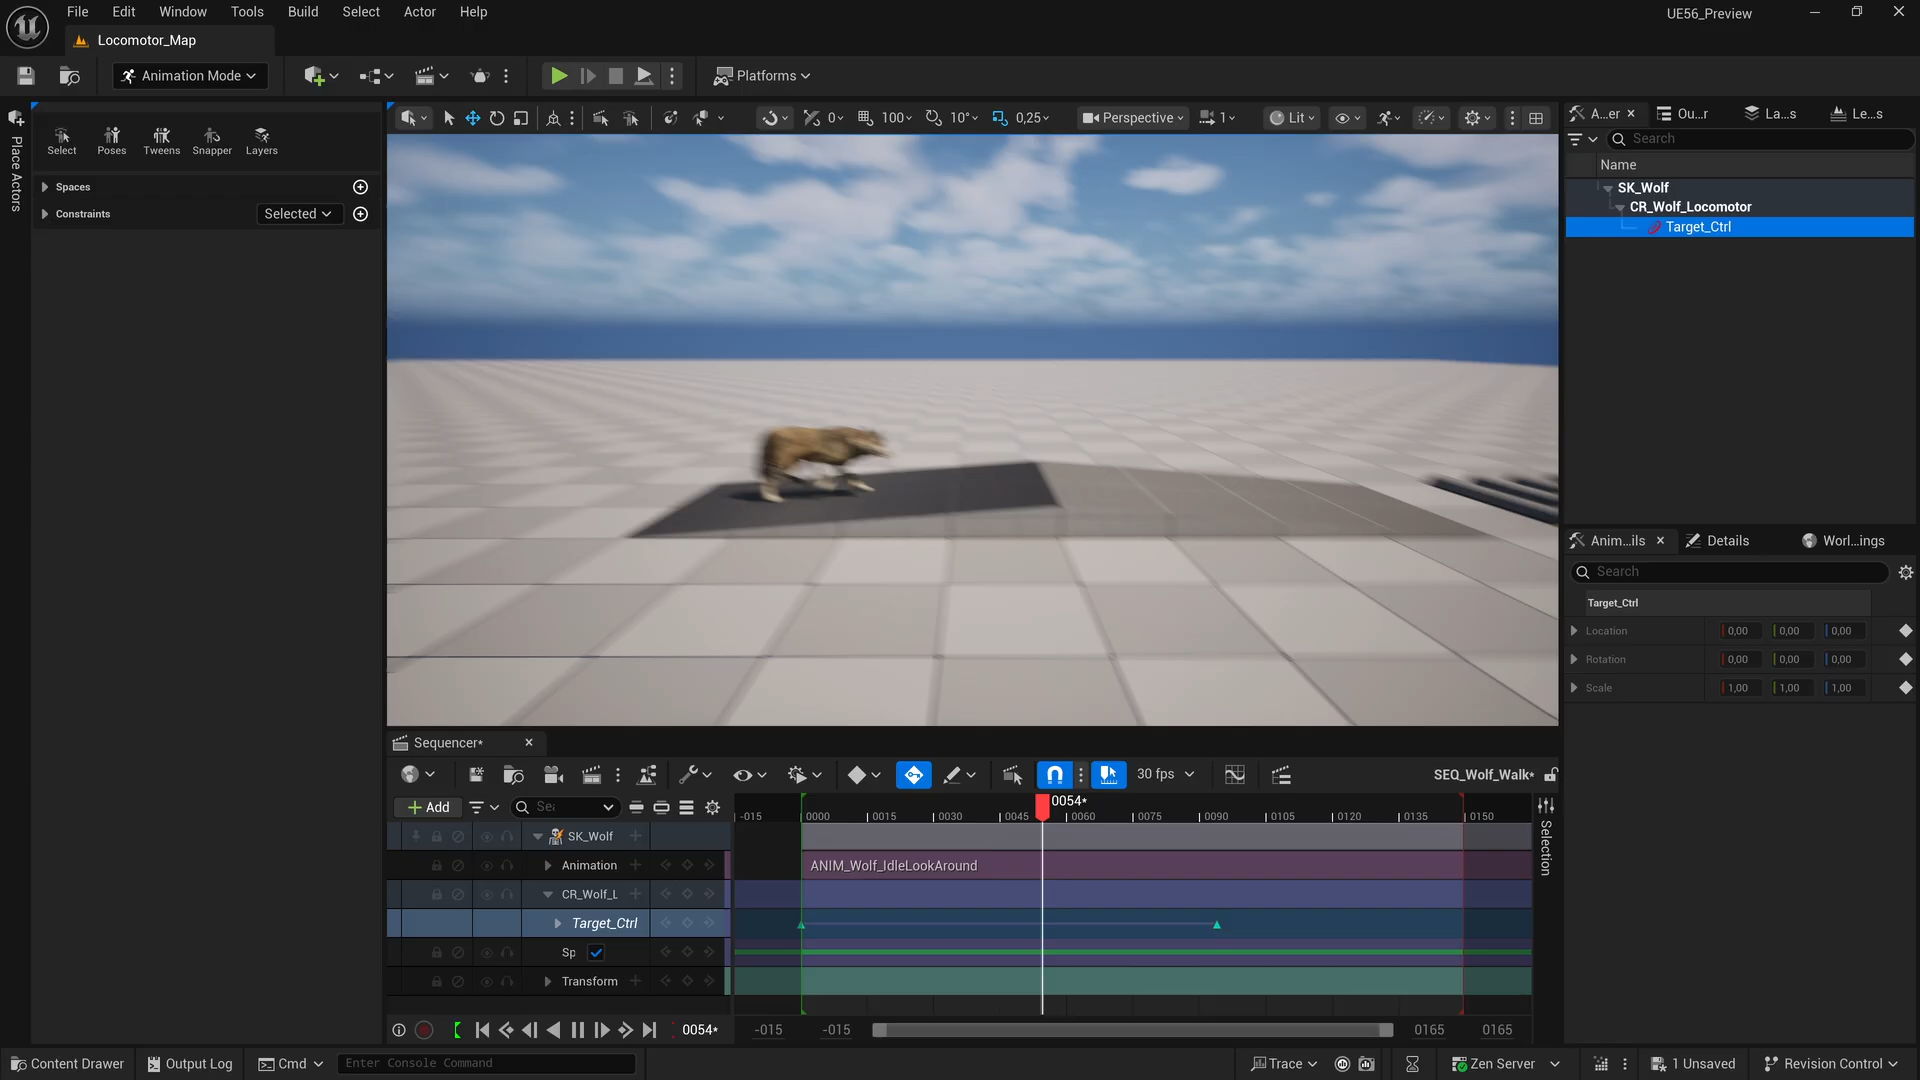 File Edit Window Tools Build Select Actor Help
UE56_Preview
Locomotor_Map
Animation Mode
Platforms
Place Actors
Select Poses Tweens Snapper Layers
Spaces
Constraints Selected
0 100 10° 0,25 Perspective 1 Lit
A...er Ou...r La...s Le...s
Search
Name
SK_Wolf
CR_Wolf_Locomotor
Target_Ctrl
Anim...ils Details Worl...ings
Search
Target_Ctrl
Location 0,00 0,00 0,00
Rotation 0,00 0,00 0,00
Scale 1,00 1,00 1,00
Sequencer*
30 fps SEQ_Wolf_Walk*
Add Sea 0054*
-015 0000 0015 0030 0045 0060 0075 0090 0105 0120 0135 0150
Selection
SK_Wolf
Animation ANIM_Wolf_IdleLookAround
CR_Wolf_L
Target_Ctrl
Sp
Transform
0054* -015 -015 0165 0165
Content Drawer Output Log Cmd Enter Console Command Trace Zen Server 1 Unsaved Revision Control